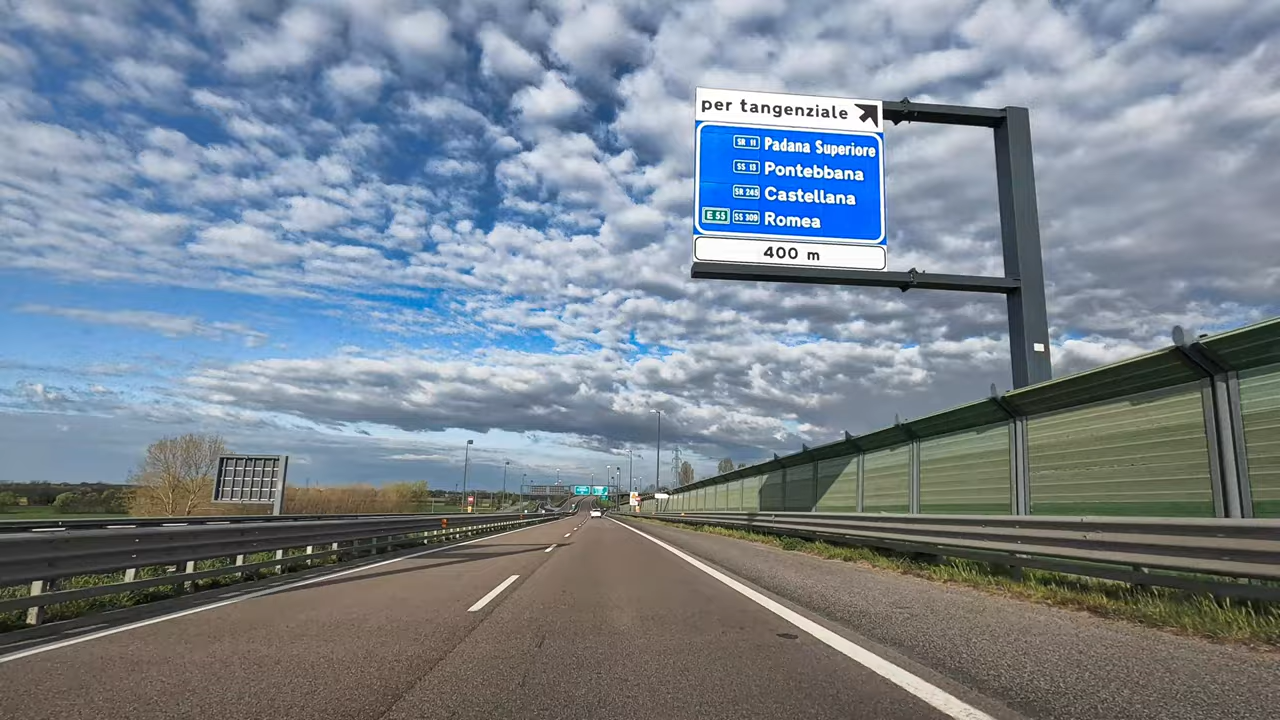 per tangenziale
SR 11 Padana Superiore
SS 13 Pontebbana
SR 245 Castellana
E 55 SS 309 Romea
400 m